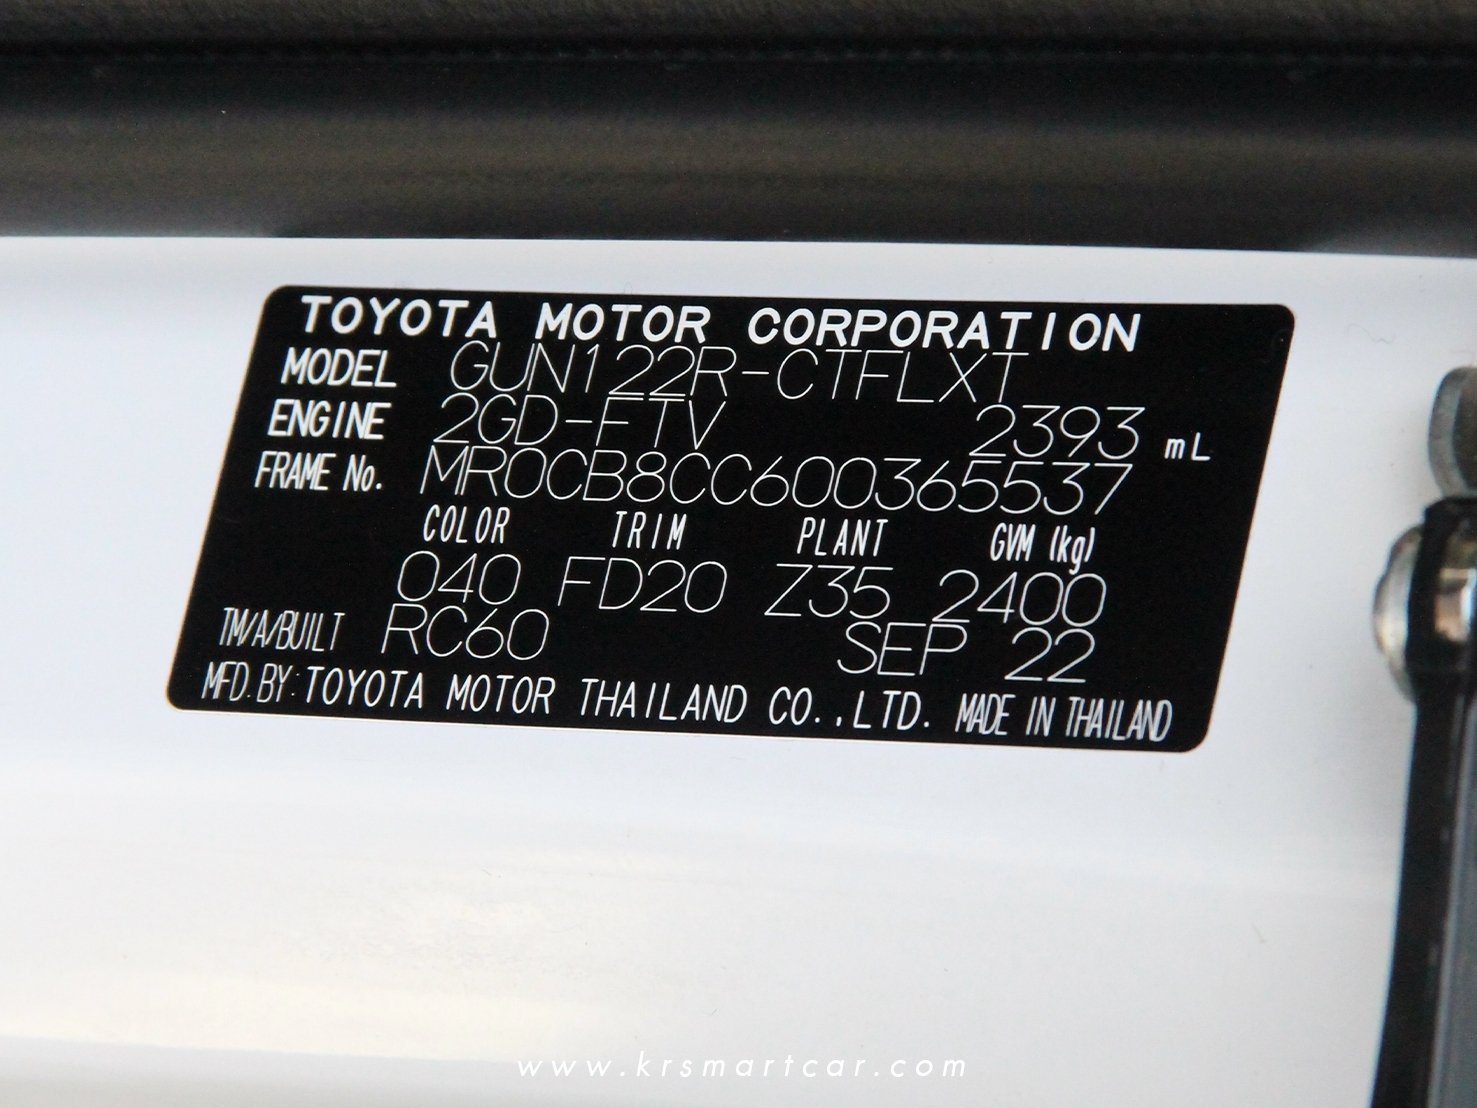 TOYOTA MOTOR CORPORATION
MODEL GUN122R-CTFLXT
ENGINE 2GD-FTV 2393 mL
FRAME No. MR0CB8CC600365537
COLOR TRIM PLANT GVM (kg)
040 FD20 Z35 2400
TM/A/BUILT RC60 SEP 22
MFD. BY: TOYOTA MOTOR THAILAND CO.,LTD. MADE IN THAILAND
www.krsmartcar.com